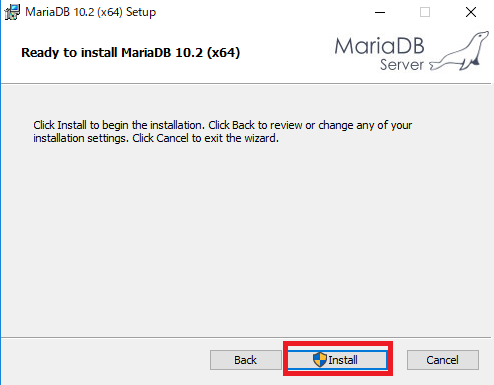 MariaDB 10.2 (x64) Setup
Ready to install MariaDB 10.2 (x64)
MariaDB
Server
Click Install to begin the installation. Click Back to review or change any of your
installation settings. Click Cancel to exit the wizard.
Back
Install
Cancel